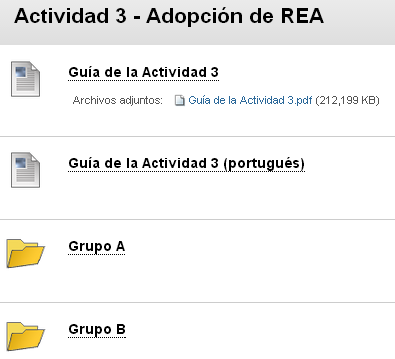 Actividad 3 - Adopción de REA
Guía de la Actividad 3
Archivos adjuntos: Guía de la Actividad 3.pdf (212,199 KB)
Guía de la Actividad 3 (portugués)
Grupo A
Grupo B